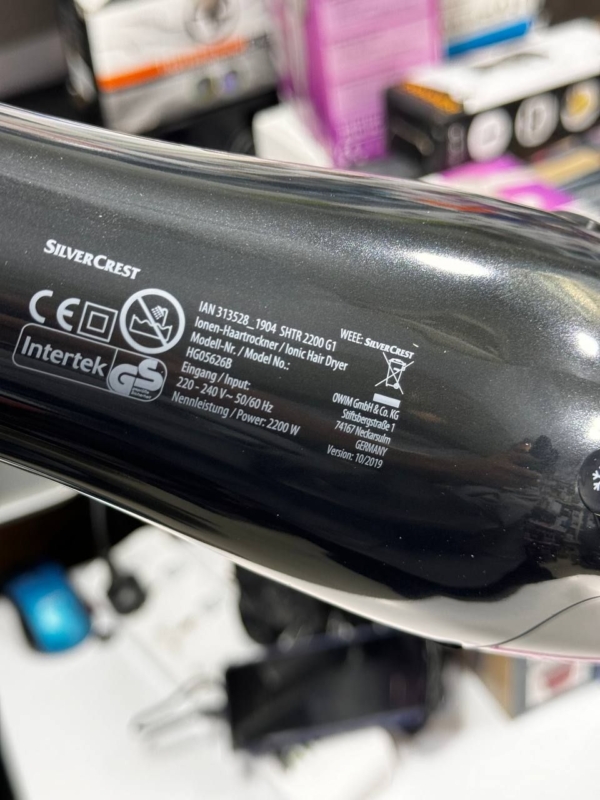 SILVERCREST
CE
Intertek
GS
IAN 313528_1904 SHTR 2200 G1
Ionen-Haartrockner / Ionic Hair Dryer
Modell-Nr. / Model No.:
HG05626B
Eingang / Input:
220 - 240 V~ 50/60 Hz
Nennleistung / Power: 2200 W
WEEE: SILVERCREST
OWIM GmbH & Co. KG
Stiftsbergstraße 1
74167 Neckarsulm
GERMANY
Version: 10/2019